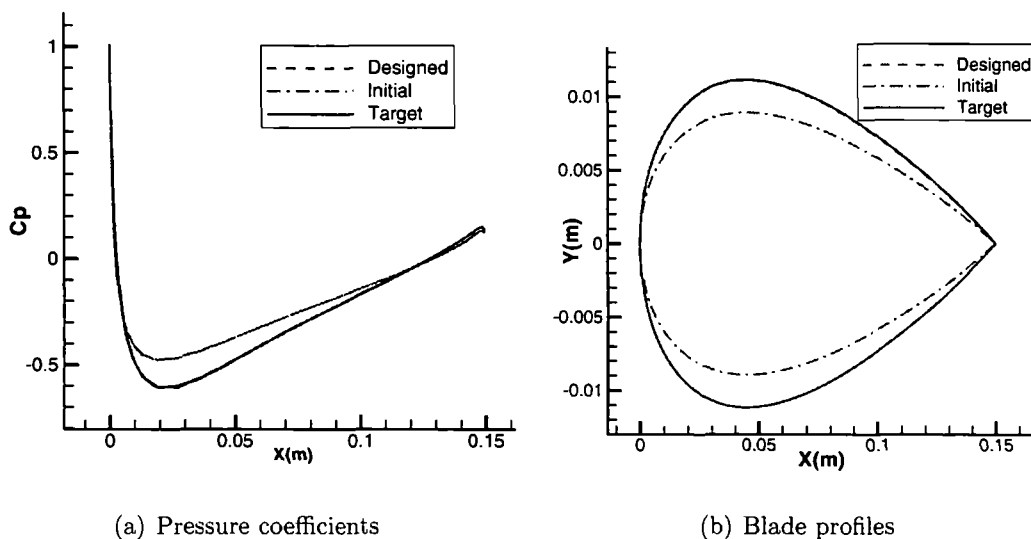 Designed
Initial
Target
1
0.5
0
-0.5
Cp
0
0.05
0.1
0.15
X(m)
(a) Pressure coefficients
Designed
Initial
Target
0.01
0.005
0
-0.005
-0.01
Y(m)
0
0.05
0.1
0.15
X(m)
(b) Blade profiles